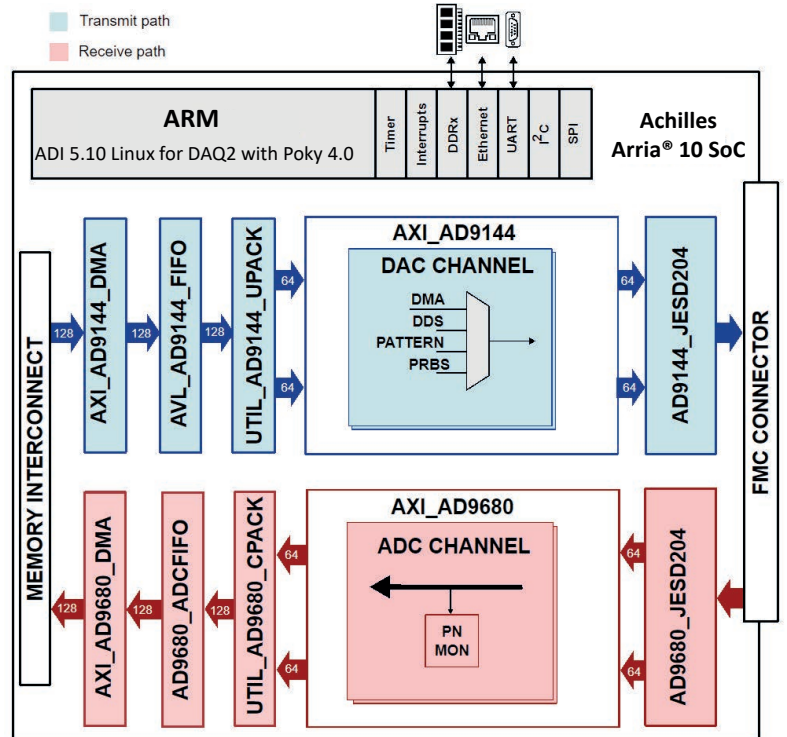 Transmit path
Receive path
ARM
ADI 5.10 Linux for DAQ2 with Poky 4.0
Timer
Interrupts
DDRx
Ethernet
UART
I²C
SPI
Achilles
Arria® 10 SoC
MEMORY INTERCONNECT
128
AXI_AD9144_DMA
128
AVL_AD9144_FIFO
128
UTIL_AD9144_UPACK
64
64
AXI_AD9144
DAC CHANNEL
DMA
DDS
PATTERN
PRBS
64
64
AD9144_JESD204
FMC CONNECTOR
128
AXI_AD9680_DMA
128
AD9680_ADCFIFO
128
UTIL_AD9680_CPACK
64
64
AXI_AD9680
ADC CHANNEL
PN
MON
64
64
AD9680_JESD204